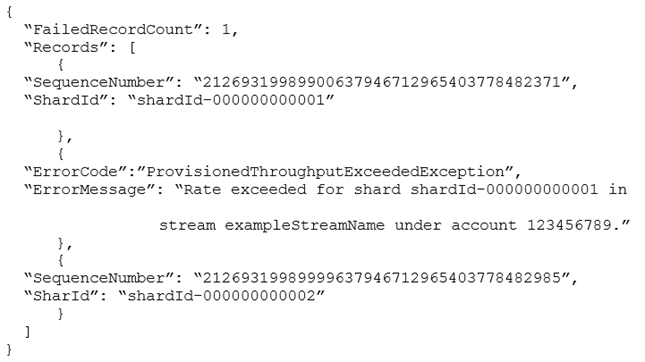 {
“FailedRecordCount”: 1,
“Records”: [
{
“SequenceNumber”: “21269319989900637946712965403778482371”,
“ShardId”: “shardId-000000000001”
},
{
“ErrorCode”:”ProvisionedThroughputExceededException”,
“ErrorMessage”: “Rate exceeded for shard shardId-000000000001 in
stream exampleStreamName under account 123456789.”
},
{
“SequenceNumber”: “21269319989999637946712965403778482985”,
“SharId”: “shardId-000000000002”
}
]
}